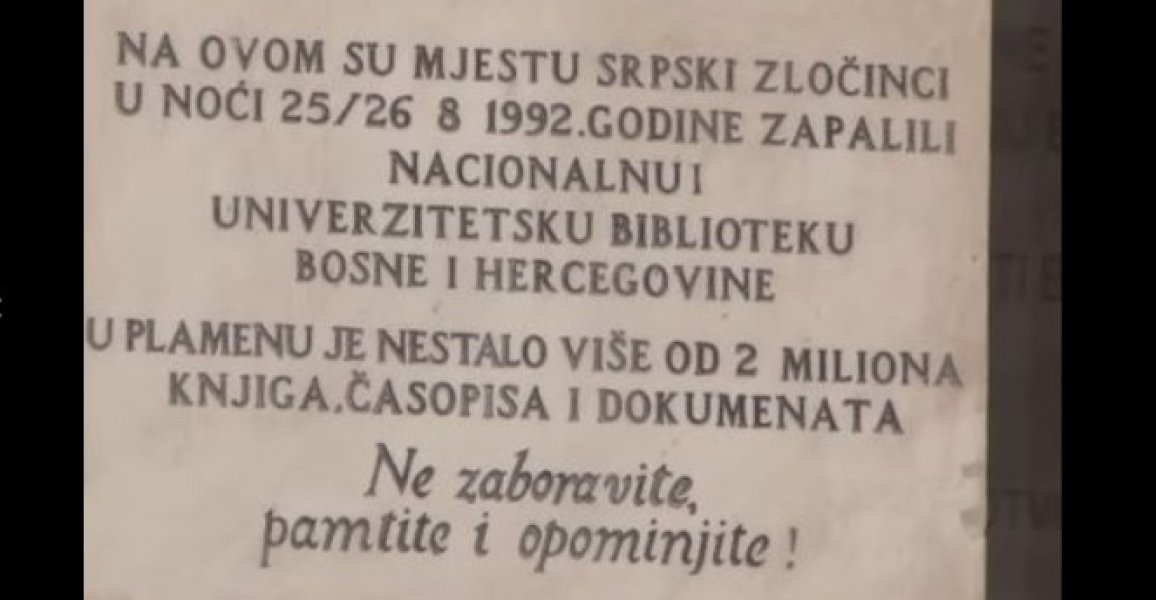 NA OVOM SU MJESTU SRPSKI ZLOČINCI
U NOĆI 25/26 8 1992.GODINE ZAPALILI
NACIONALNU I
UNIVERZITETSKU BIBLIOTEKU
BOSNE I HERCEGOVINE
U PLAMENU JE NESTALO VIŠE OD 2 MILIONA
KNJIGA,ČASOPISA I DOKUMENATA
Ne zaboravite,
pamtite i opominjite !